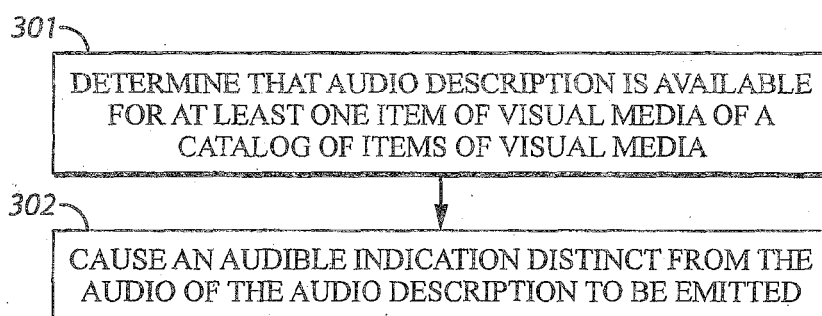 301
DETERMINE THAT AUDIO DESCRIPTION IS AVAILABLE
FOR AT LEAST ONE ITEM OF VISUAL MEDIA OF A
CATALOG OF ITEMS OF VISUAL MEDIA
302
CAUSE AN AUDIBLE INDICATION DISTINCT FROM THE
AUDIO OF THE AUDIO DESCRIPTION TO BE EMITTED